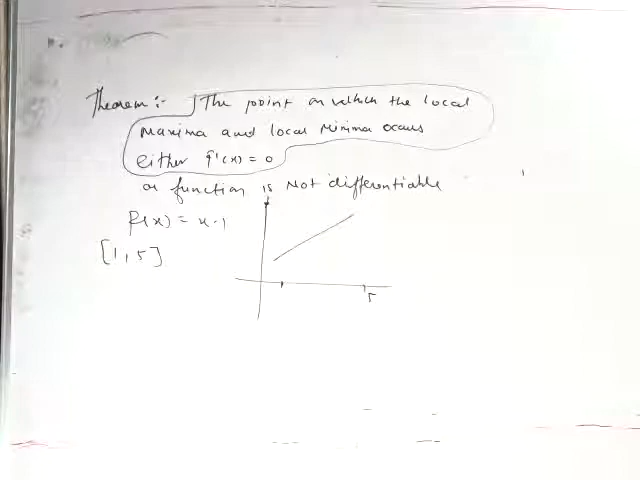 Theorem :- The point on which the local
maxima and local minima occurs
either f'(x) = 0
or function is Not differentiable
f(x) = x-1
[1,5]
5